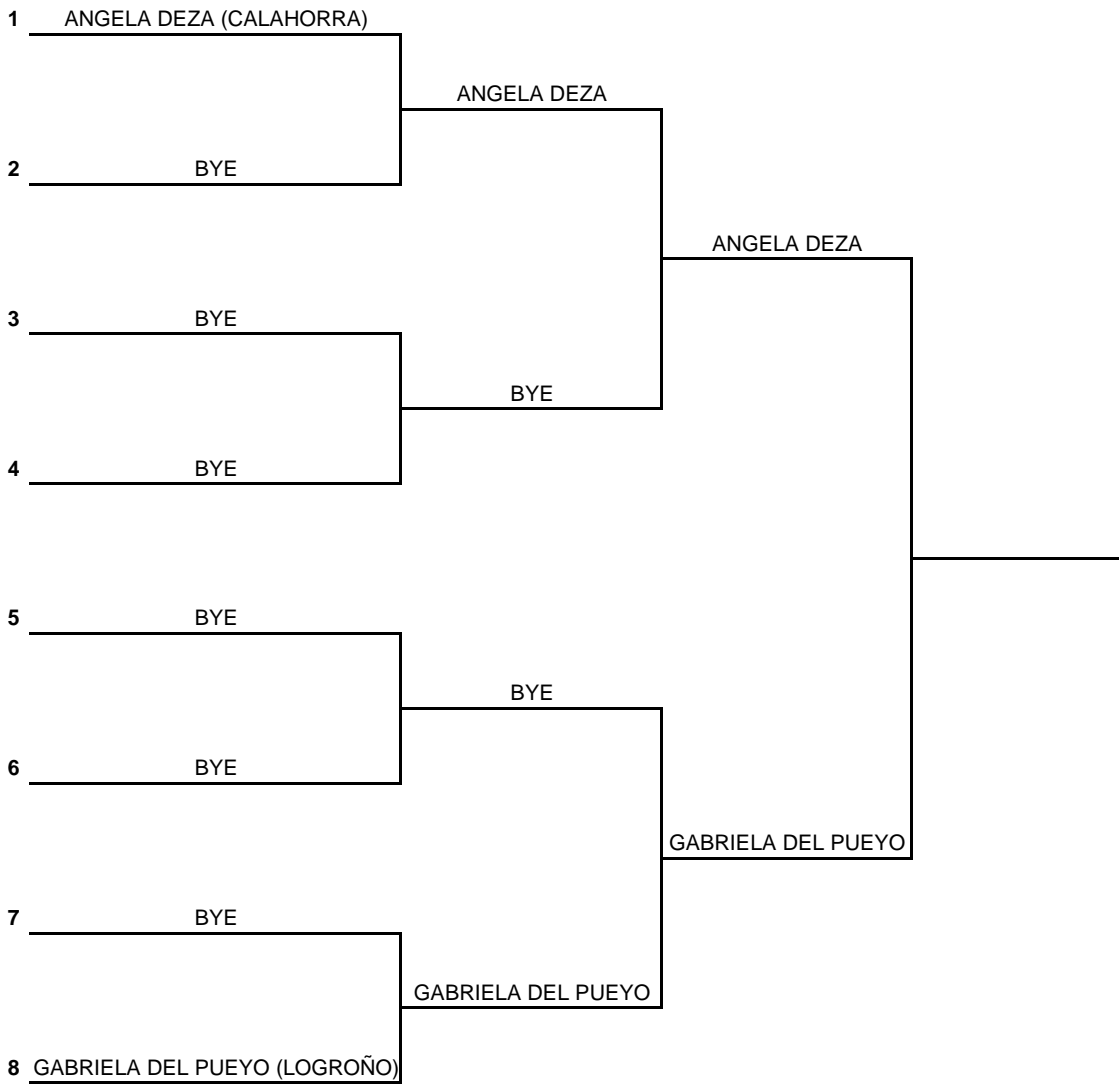 1 ANGELA DEZA (CALAHORRA)
ANGELA DEZA
2 BYE
ANGELA DEZA
3 BYE
BYE
4 BYE
5 BYE
BYE
6 BYE
GABRIELA DEL PUEYO
7 BYE
GABRIELA DEL PUEYO
8 GABRIELA DEL PUEYO (LOGROÑO)